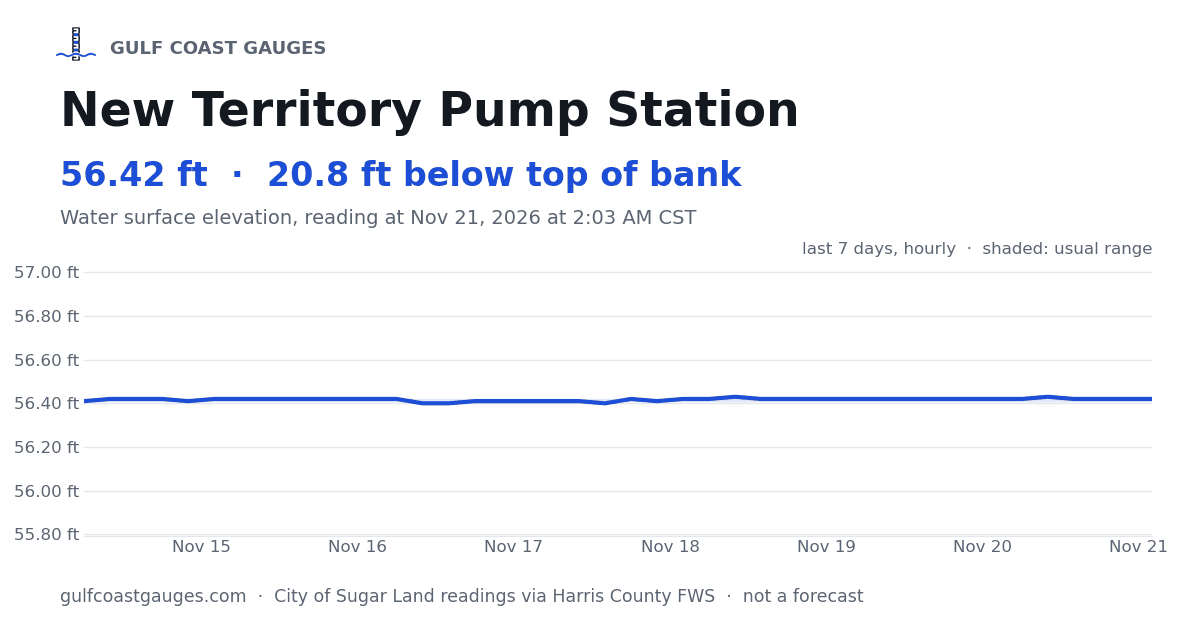 GULF COAST GAUGES
New Territory Pump Station
56.42 ft · 20.8 ft below top of bank
Water surface elevation, reading at Nov 21, 2026 at 2:03 AM CST
last 7 days, hourly · shaded: usual range
57.00 ft
56.80 ft
56.60 ft
56.40 ft
56.20 ft
56.00 ft
55.80 ft
Nov 15 Nov 16 Nov 17 Nov 18 Nov 19 Nov 20 Nov 21
gulfcoastgauges.com · City of Sugar Land readings via Harris County FWS · not a forecast